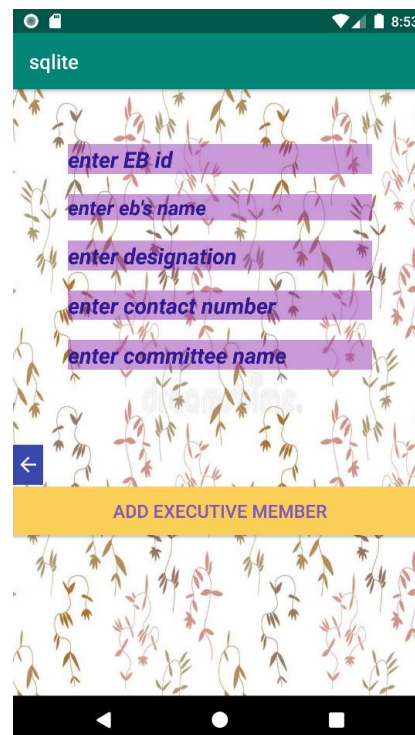 8:53
sqlite
enter EB id
enter eb's name
enter designation
enter contact number
enter committee name
dreamstime.
ADD EXECUTIVE MEMBER